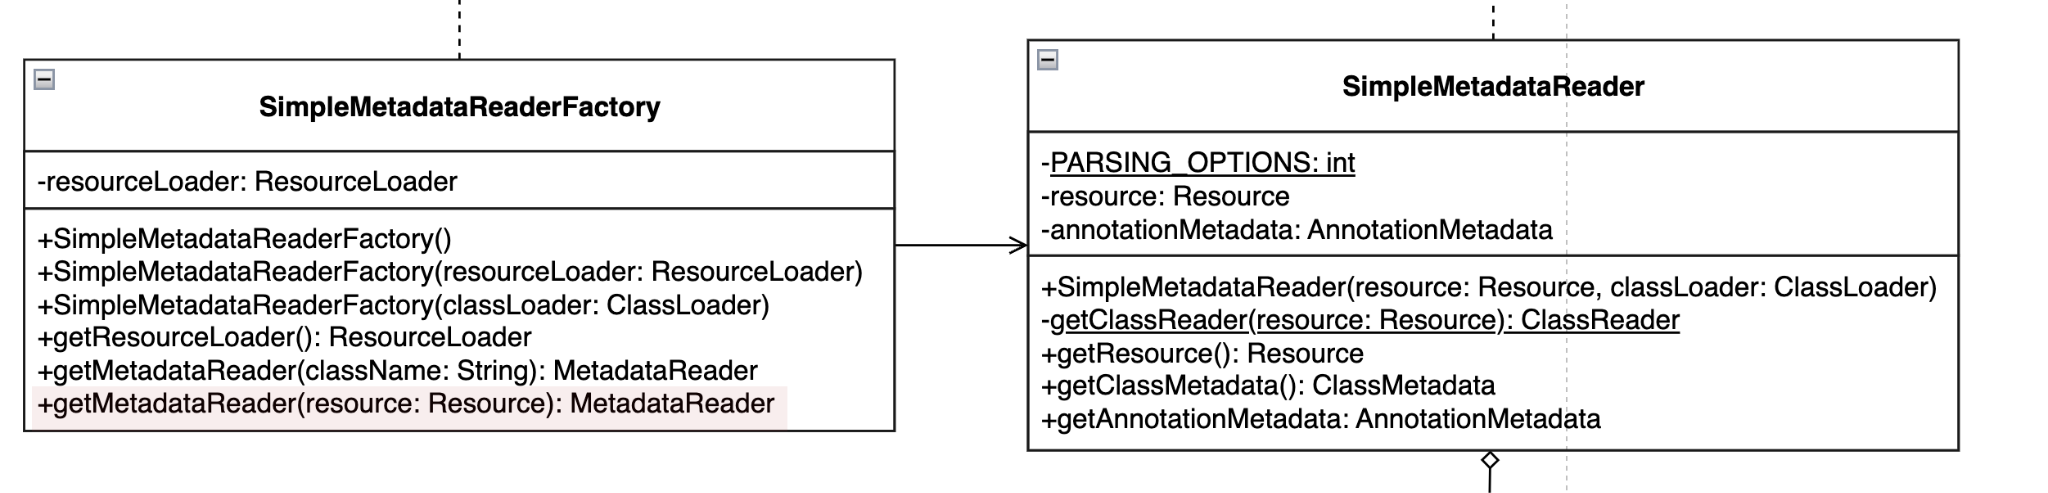 SimpleMetadataReaderFactory
-resourceLoader: ResourceLoader
+SimpleMetadataReaderFactory()
+SimpleMetadataReaderFactory(resourceLoader: ResourceLoader)
+SimpleMetadataReaderFactory(classLoader: ClassLoader)
+getResourceLoader(): ResourceLoader
+getMetadataReader(className: String): MetadataReader
+getMetadataReader(resource: Resource): MetadataReader
SimpleMetadataReader
-PARSING_OPTIONS: int
-resource: Resource
-annotationMetadata: AnnotationMetadata
+SimpleMetadataReader(resource: Resource, classLoader: ClassLoader)
-getClassReader(resource: Resource): ClassReader
+getResource(): Resource
+getClassMetadata(): ClassMetadata
+getAnnotationMetadata: AnnotationMetadata